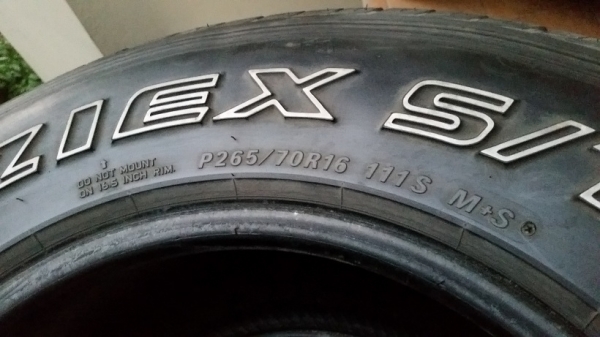 ZIEX S/
DO NOT MOUNT
ON 16.5 INCH RIM.
P265/70R16 111S M+S